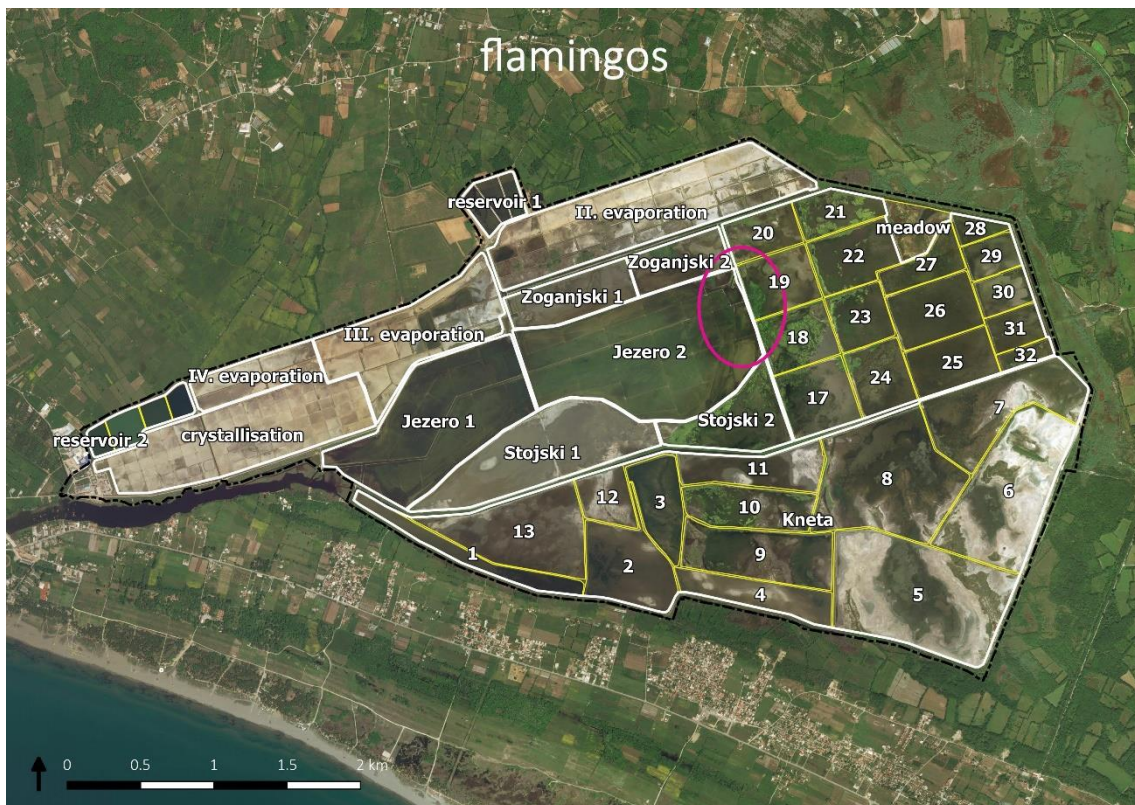 flamingos
reservoir 1
II. evaporation
21
20
meadow
28
Zoganjski 2
22
27
29
19
Zoganjski 1
30
26
23
18
31
III. evaporation
Jezero 2
32
25
IV. evaporation
24
17
7
Jezero 1
Stojski 2
crystallisation
reservoir 2
Stojski 1
11
8
6
12
3
10
Kneta
13
1
9
2
4
5
0 0.5 1 2 km